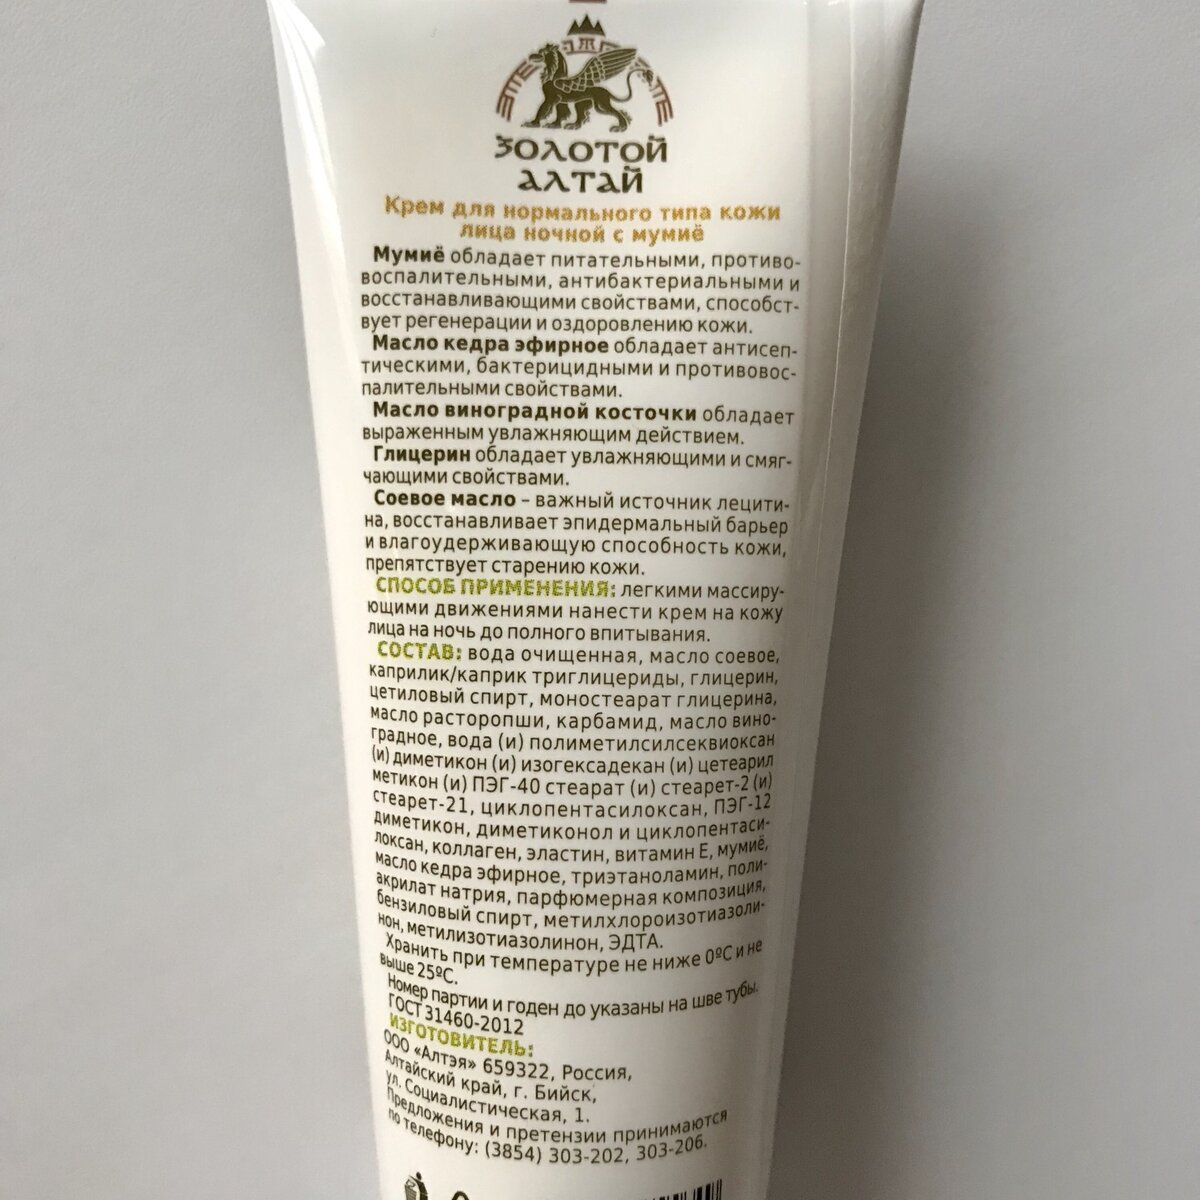 ЗОЛОТОЙ
АЛТАЙ
Крем для нормального типа кожи
лица ночной с мумиё
Мумиё обладает питательными, противо-
воспалительными, антибактериальными и
восстанавливающими свойствами, способст-
вует регенерации и оздоровлению кожи.
Масло кедра эфирное обладает антисеп-
тическими, бактерицидными и противовос-
палительными свойствами.
Масло виноградной косточки обладает
выраженным увлажняющим действием.
Глицерин обладает увлажняющими и смяг-
чающими свойствами.
Соевое масло – важный источник лецити-
на, восстанавливает эпидермальный барьер
и влагоудерживающую способность кожи,
препятствует старению кожи.
СПОСОБ ПРИМЕНЕНИЯ: легкими массиру-
ющими движениями нанести крем на кожу
лица на ночь до полного впитывания.
СОСТАВ: вода очищенная, масло соевое,
каприлик/каприк триглицериды, глицерин,
цетиловый спирт, моностеарат глицерина,
масло расторопши, карбамид, масло вино-
градное, вода (и) полиметилсилсеквиоксан
(и) диметикон (и) изогексадекан (и) цетеарил
метикон (и) ПЭГ-40 стеарат (и) стеарет-2 (и)
стеарет-21, циклопентасилоксан, ПЭГ-12
диметикон, диметиконол и циклопентаси-
локсан, коллаген, эластин, витамин Е, мумиё,
масло кедра эфирное, триэтаноламин, поли-
акрилат натрия, парфюмерная композиция,
бензиловый спирт, метилхлороизотиазоли-
нон, метилизотиазолинон, ЭДТА.
Хранить при температуре не ниже 0ºС и не
выше 25ºС.
Номер партии и годен до указаны на шве тубы.
ГОСТ 31460-2012
ИЗГОТОВИТЕЛЬ:
ООО «Алтэя» 659322, Россия,
Алтайский край, г. Бийск,
ул. Социалистическая, 1.
Предложения и претензии принимаются
по телефону: (3854) 303-202, 303-206.